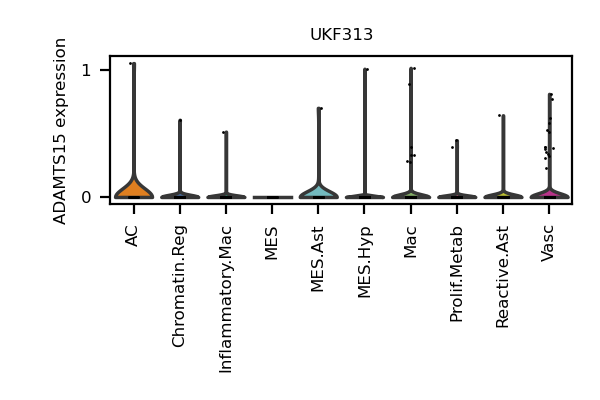 UKF313
ADAMTS15 expression
1
0
AC
Chromatin.Reg
Inflammatory.Mac
MES
MES.Ast
MES.Hyp
Mac
Prolif.Metab
Reactive.Ast
Vasc